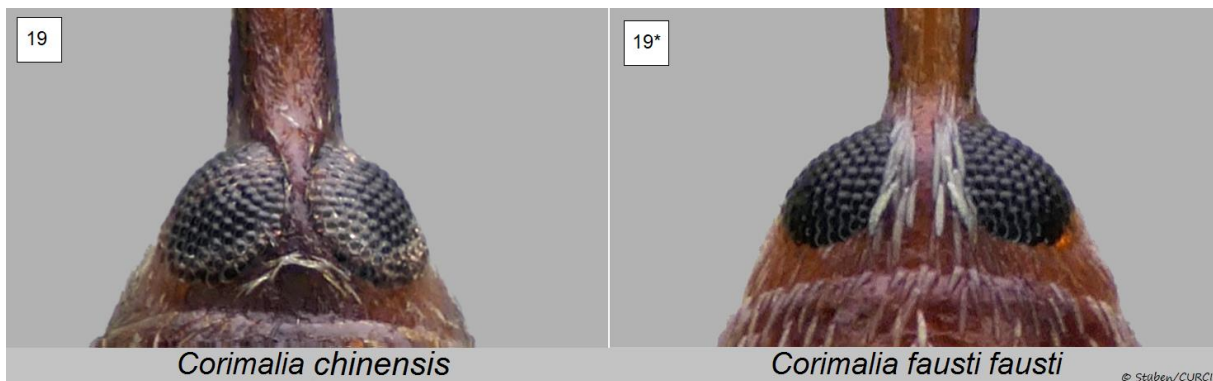 19
19*
Corimalia chinensis
Corimalia fausti fausti
© Stüben/CURCI